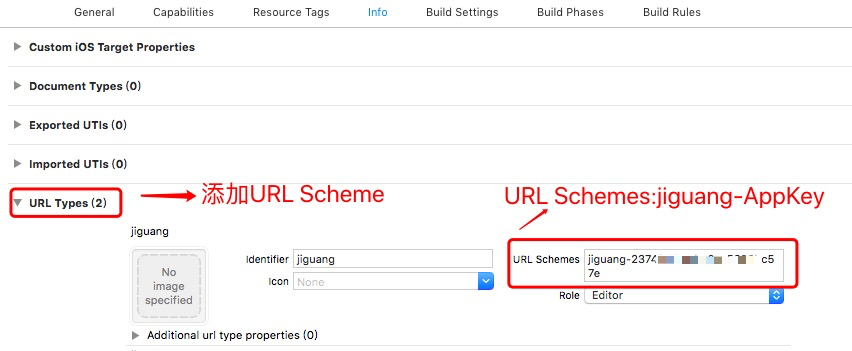 General Capabilities Resource Tags Info Build Settings Build Phases Build Rules
Custom iOS Target Properties
Document Types (0)
Exported UTIs (0)
Imported UTIs (0)
URL Types (2)
添加URL Scheme
URL Schemes:jiguang-AppKey
jiguang
No
image
specified
Identifier jiguang
Icon None
URL Schemes jiguang-2374 c5
7e
Role Editor
Additional url type properties (0)